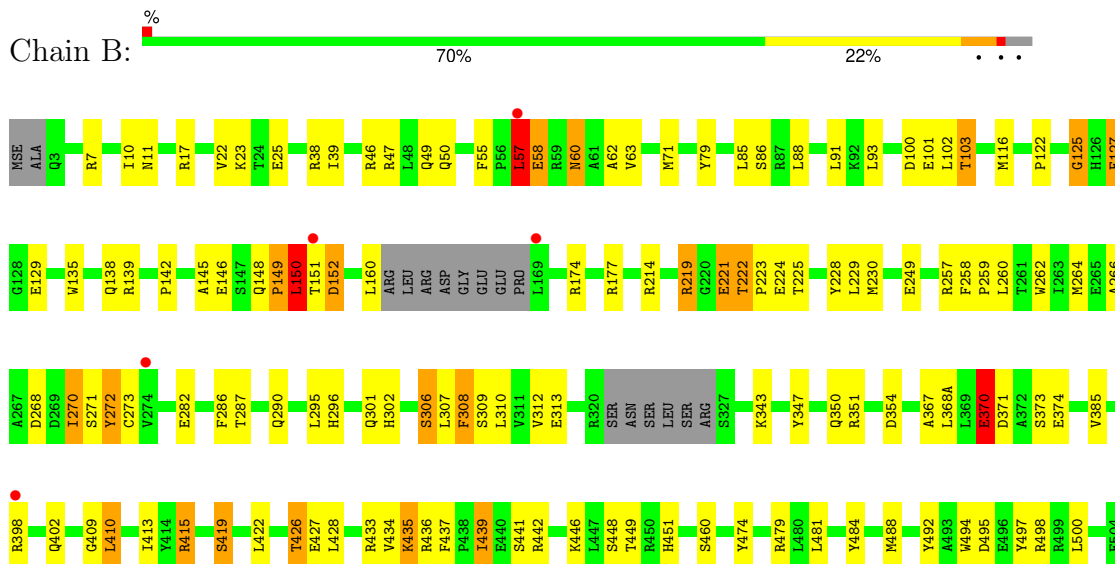 %
Chain B:
70% 22% • • •
MSE ALA Q3 R7 I10 N11 R17 V22 K23 T24 E25 R38 I39 R46 R47 L48 Q49 Q50 F55 P56 L57 E58 R59 N60 A61 A62 V63 M71 Y79 L85 S86 R87 L88 L91 K92 L93 D100 E101 L102 T103 M116 P122 G125 H126 E127
G128 E129 W135 Q138 R139 P142 A145 E146 S147 Q148 P149 L150 T151 D152 L160 ARG LEU ARG ASP GLY GLU GLU PRO L169 R174 R177 R214 R219 G220 E221 T222 P223 E224 T225 Y228 L229 M230 E249 R257 F258 P259 L260 T261 W262 I263 M264 E265 A266
A267 D268 D269 I270 S271 Y272 C273 V274 E282 F286 T287 Q290 L295 H296 Q301 H302 S306 L307 F308 S309 L310 V311 V312 E313 R320 SER ASN SER LEU SER ARG S327 K343 Y347 Q350 R351 D354 A367 L368A L369 E370 D371 A372 S373 E374 V385
R398 Q402 G409 L410 I413 Y414 R415 S419 L422 T426 E427 L428 R433 V434 K435 R436 F437 P438 I439 E440 S441 R442 K446 L447 S448 T449 R450 H451 S460 Y474 R479 L480 L481 Y484 M488 Y492 A493 W494 D495 E496 Y497 R498 R499 L500